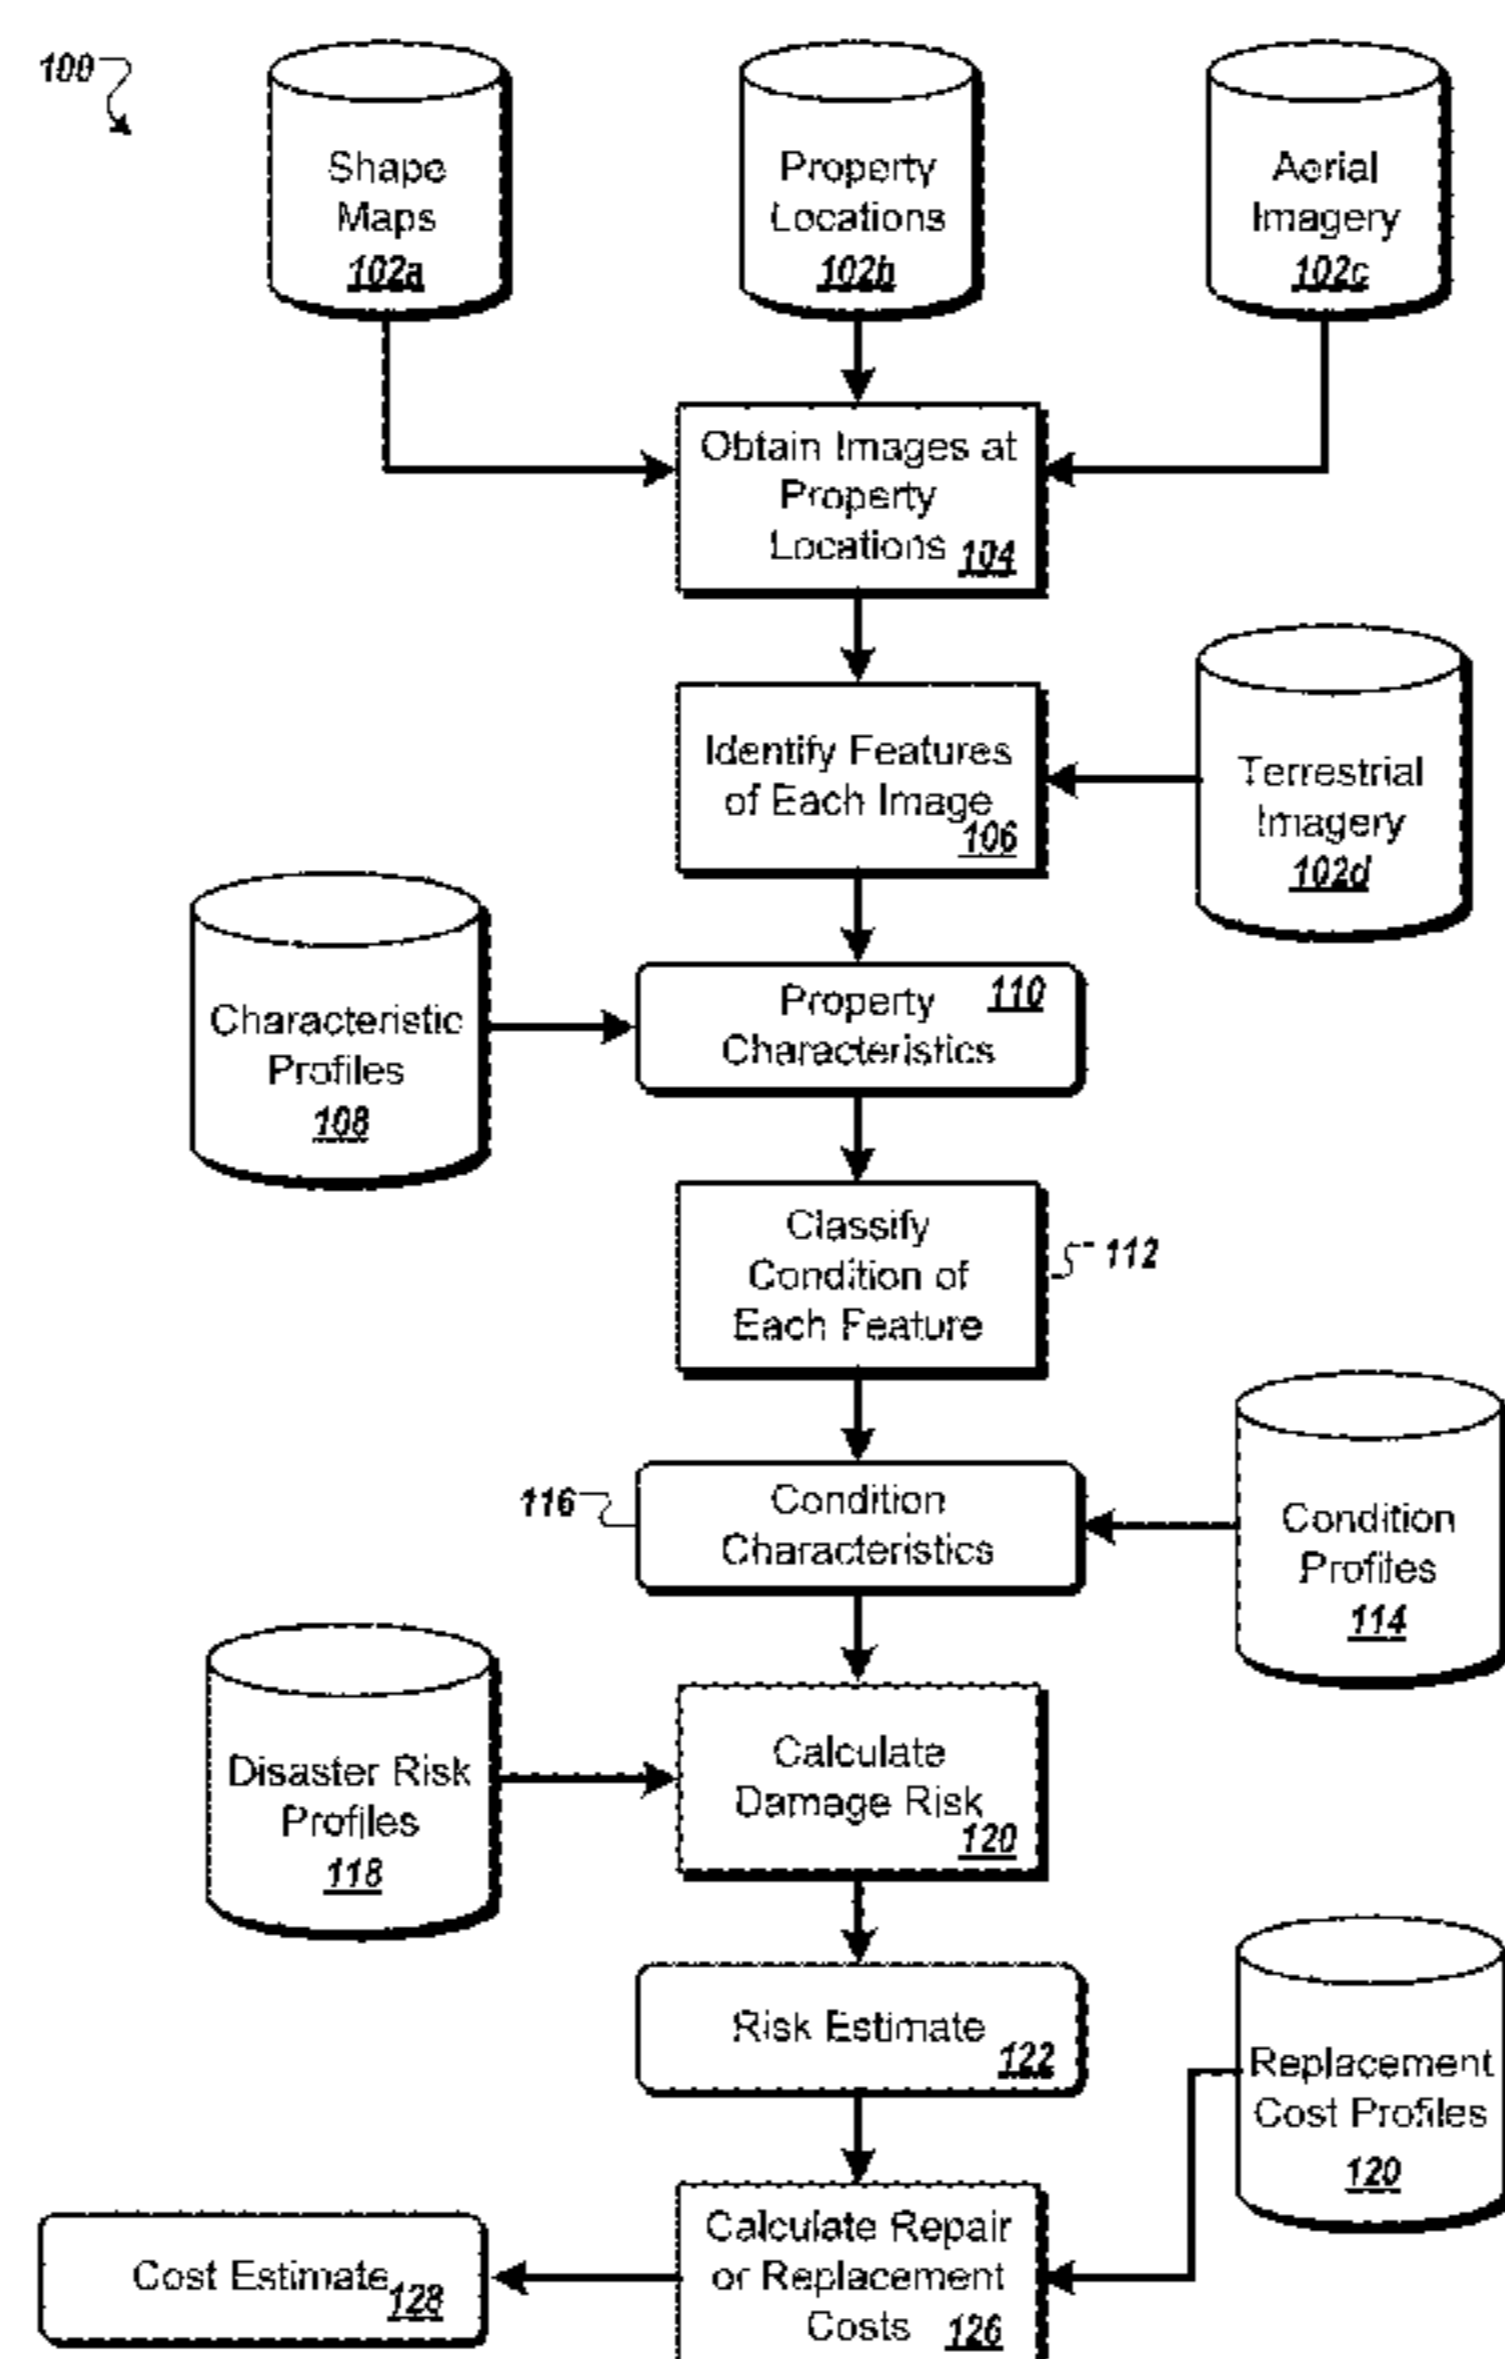 100
Shape
Maps
102a
Property
Locations
102b
Aerial
Imagery
102c
Obtain Images at
Property
Locations 104
Identify Features
of Each Image
106
Terrestrial
Imagery
102d
Characteristic
Profiles
108
Property 110
Characteristics
Classify
Condition of
Each Feature
112
116
Condition
Characteristics
Condition
Profiles
114
Disaster Risk
Profiles
118
Calculate
Damage Risk
120
Risk Estimate
122
Replacement
Cost Profiles
120
Calculate Repair
or Replacement
Costs 126
Cost Estimate
128